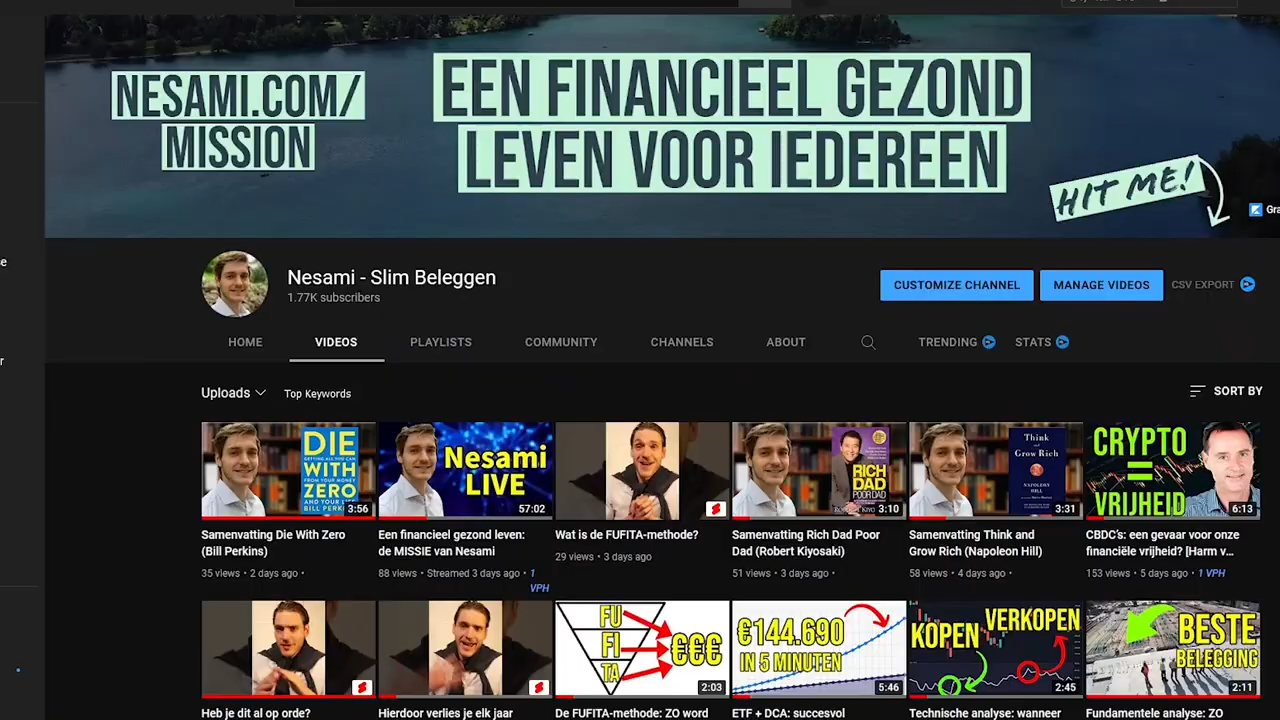 NESAMI.COM/
MISSION
EEN FINANCIEEL GEZOND
LEVEN VOOR IEDEREEN
HIT ME!
Gra
Nesami - Slim Beleggen
1.77K subscribers
CUSTOMIZE CHANNEL
MANAGE VIDEOS
CSV EXPORT
HOME
VIDEOS
PLAYLISTS
COMMUNITY
CHANNELS
ABOUT
TRENDING
STATS
Uploads
Top Keywords
SORT BY
DIE
WITH
ZERO
3:56
Nesami
LIVE
57:02
RICH
DAD
POOR DAD
3:10
Think
and
Grow Rich
NAPOLEON
HILL
3:31
CRYPTO
=
VRIJHEID
6:13
Samenvatting Die With Zero
(Bill Perkins)
35 views • 2 days ago •
Een financieel gezond leven:
de MISSIE van Nesami
88 views • Streamed 3 days ago • 1
VPH
Wat is de FUFITA-methode?
29 views • 3 days ago •
Samenvatting Rich Dad Poor
Dad (Robert Kiyosaki)
51 views • 3 days ago •
Samenvatting Think and
Grow Rich (Napoleon Hill)
58 views • 4 days ago •
CBDC's: een gevaar voor onze
financiële vrijheid? [Harm v...
153 views • 5 days ago • 1 VPH
FU
FI
TA
€€€
2:03
€144.690
IN 5 MINUTEN
5:46
KOPEN
VERKOPEN
2:45
BESTE
BELEGGING
2:11
Heb je dit al op orde?
Hierdoor verlies je elk jaar
De FUFITA-methode: ZO word
ETF + DCA: succesvol
Technische analyse: wanneer
Fundamentele analyse: ZO